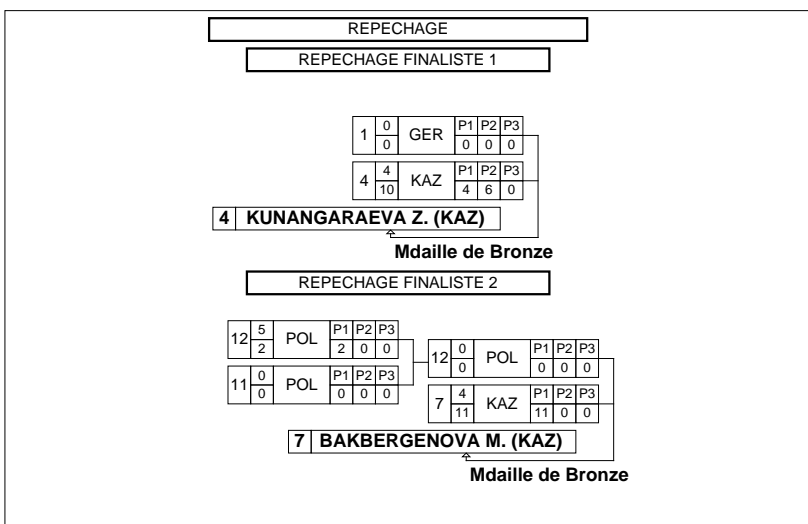 REPECHAGE
REPECHAGE FINALISTE 1
1 0 GER P1 P2 P3
0 0 0 0
4 4 KAZ P1 P2 P3
10 4 6 0
4 KUNANGARAEVA Z. (KAZ)
Mdaille de Bronze
REPECHAGE FINALISTE 2
12 5 POL P1 P2 P3
2 2 0 0
11 0 POL P1 P2 P3
0 0 0 0
12 0 POL P1 P2 P3
0 0 0 0
7 4 KAZ P1 P2 P3
11 11 0 0
7 BAKBERGENOVA M. (KAZ)
Mdaille de Bronze